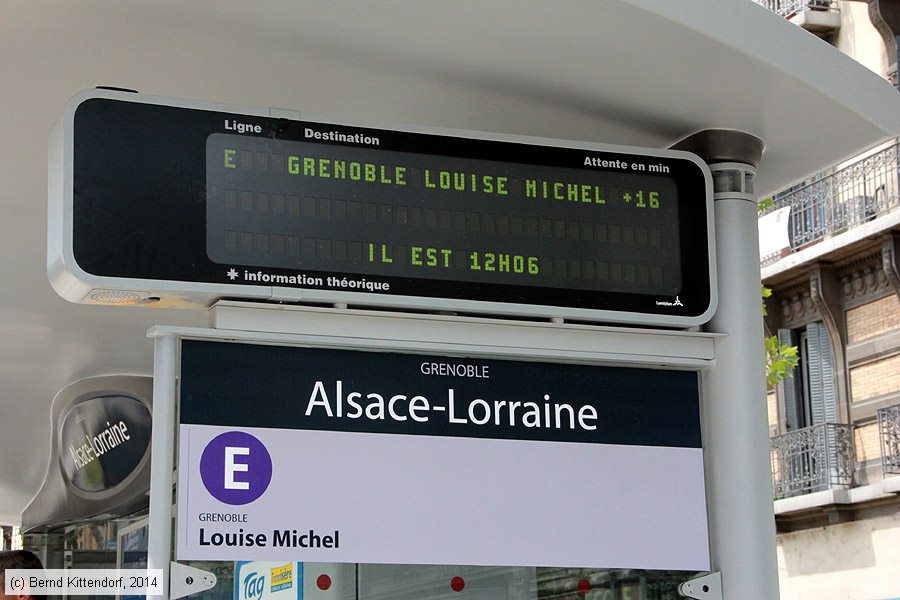 Ligne Destination Attente en min
E GRENOBLE LOUISE MICHEL +16
IL EST 12H06
* information théorique
Lumiplan
GRENOBLE
Alsace-Lorraine
E
GRENOBLE
Louise Michel
Alsace-Lorraine
TAG
(c) Bernd Kittendorf, 2014